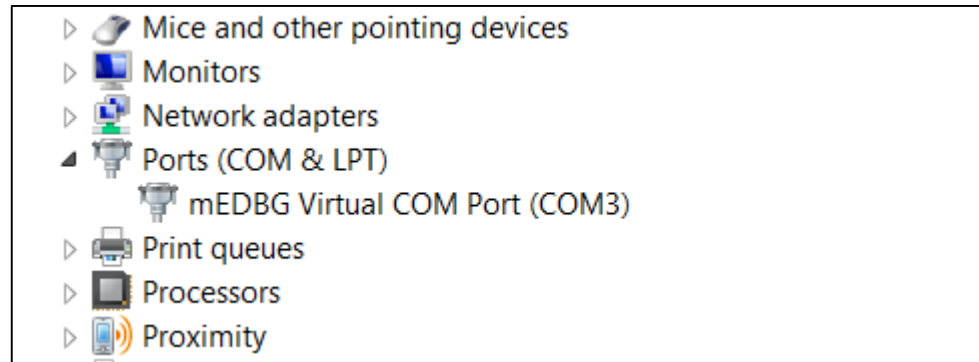 Mice and other pointing devices
Monitors
Network adapters
Ports (COM & LPT)
mEDBG Virtual COM Port (COM3)
Print queues
Processors
Proximity